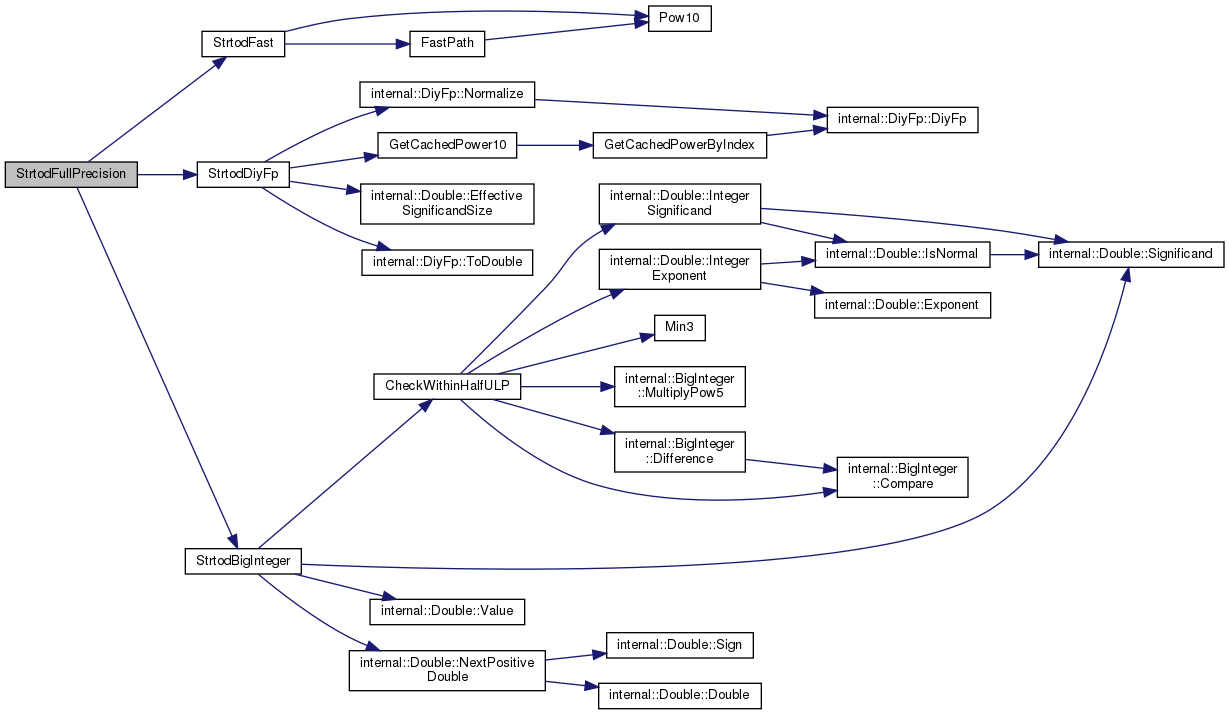 Pow10
StrtodFast
FastPath
internal::DiyFp::Normalize
internal::DiyFp::DiyFp
GetCachedPower10
GetCachedPowerByIndex
StrtodFullPrecision
StrtodDiyFp
internal::Double::Effective
SignificandSize
internal::Double::Integer
Significand
internal::DiyFp::ToDouble
internal::Double::IsNormal
internal::Double::Significand
internal::Double::Integer
Exponent
internal::Double::Exponent
Min3
CheckWithinHalfULP
internal::BigInteger
::MultiplyPow5
internal::BigInteger
::Difference
internal::BigInteger
::Compare
StrtodBigInteger
internal::Double::Value
internal::Double::Sign
internal::Double::NextPositive
Double
internal::Double::Double